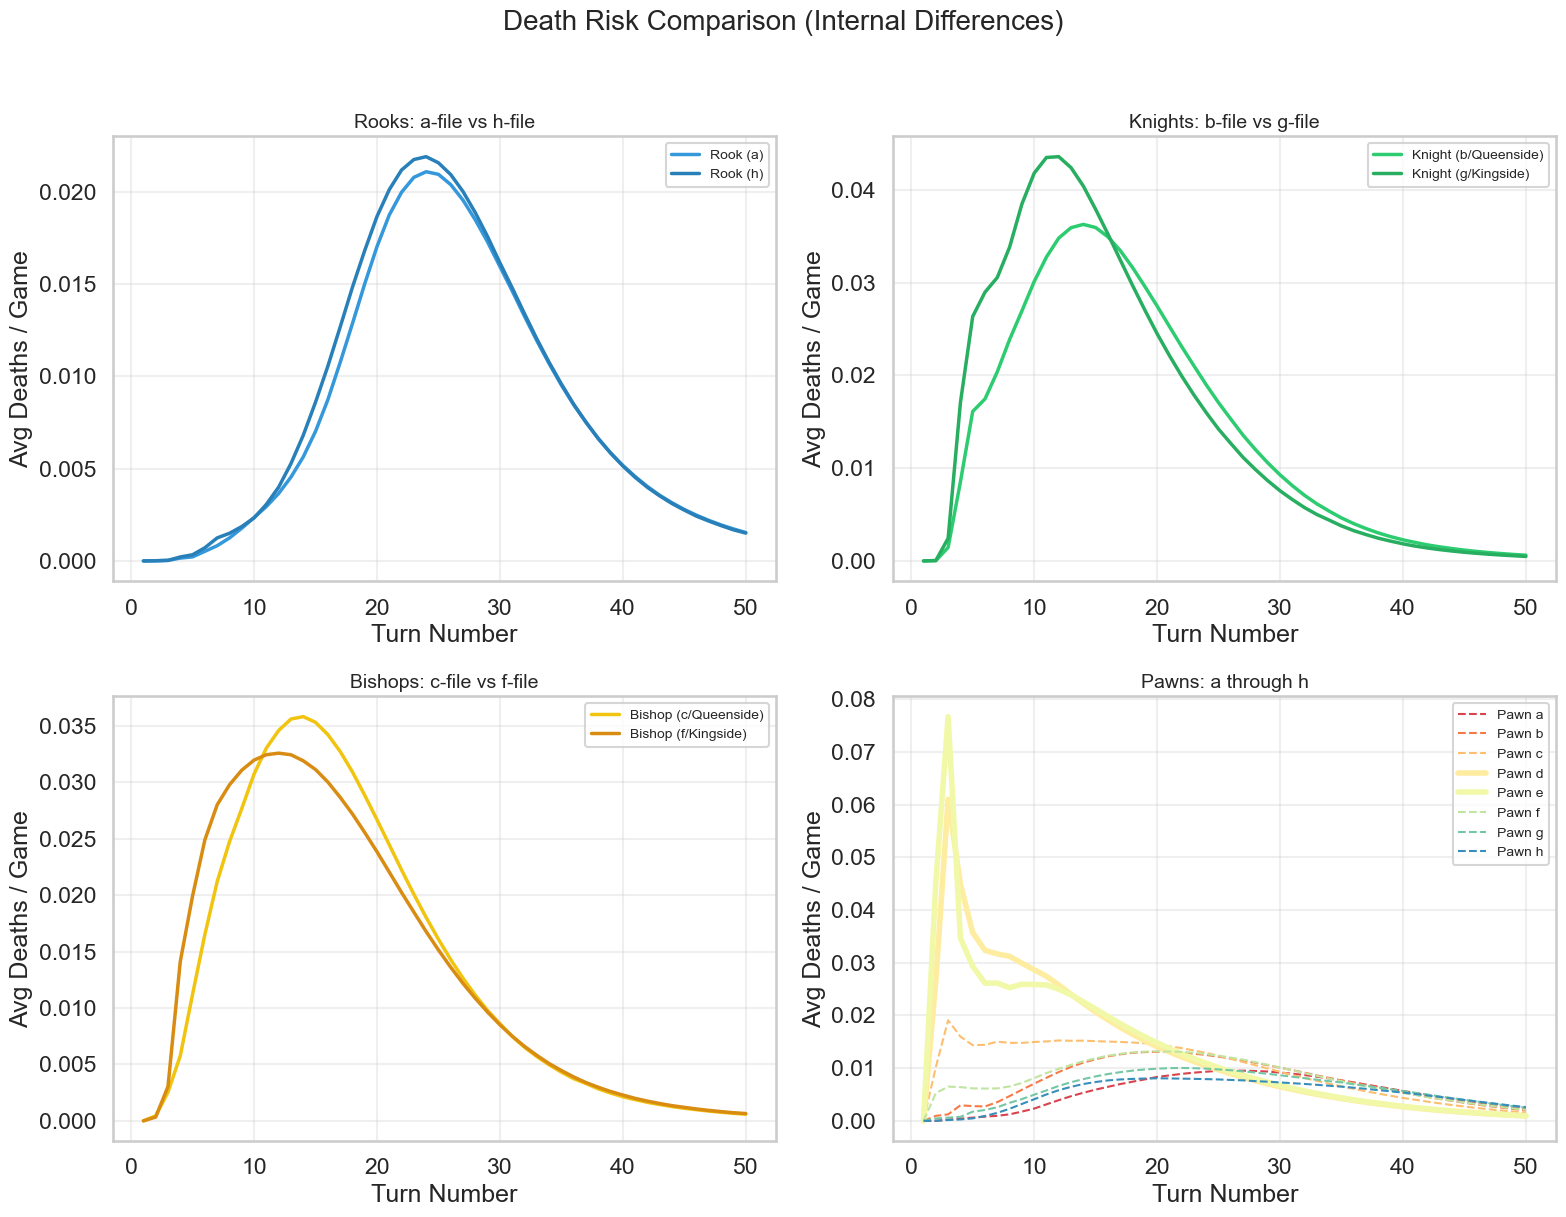 Death Risk Comparison (Internal Differences)
Rooks: a-file vs h-file
Rook (a)
Rook (h)
0.020
0.015
0.010
0.005
0.000
Avg Deaths / Game
0 10 20 30 40 50
Turn Number
Knights: b-file vs g-file
Knight (b/Queenside)
Knight (g/Kingside)
0.04
0.03
0.02
0.01
0.00
Avg Deaths / Game
0 10 20 30 40 50
Turn Number
Bishops: c-file vs f-file
Bishop (c/Queenside)
Bishop (f/Kingside)
0.035
0.030
0.025
0.020
0.015
0.010
0.005
0.000
Avg Deaths / Game
0 10 20 30 40 50
Turn Number
Pawns: a through h
Pawn a
Pawn b
Pawn c
Pawn d
Pawn e
Pawn f
Pawn g
Pawn h
0.08
0.07
0.06
0.05
0.04
0.03
0.02
0.01
0.00
Avg Deaths / Game
0 10 20 30 40 50
Turn Number